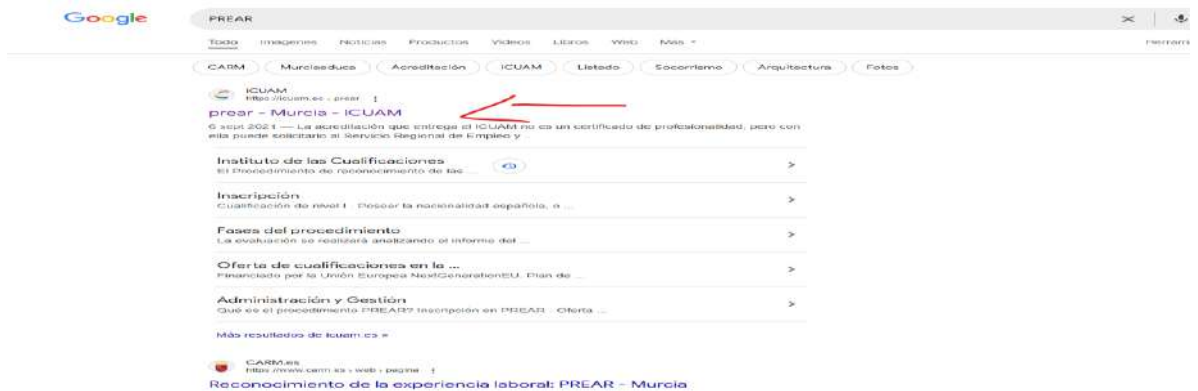 Google
PREAR
Todo Imágenes Noticias Productos Vídeos Libros Web Más
CARM Murciaeduca Acreditación ICUAM Listado Socorrismo Arquitectura Fotos
ICUAM
https://icuam.es › prear
prear - Murcia - ICUAM
6 sept 2021 — La acreditación que entrega el ICUAM no es un certificado de profesionalidad, pero con
ella puede solicitarlo al Servicio Regional de Empleo y ...
Instituto de las Cualificaciones
El Procedimiento de reconocimiento de las ...
Inscripción
Cualificación de nivel I · Poseer la nacionalidad española, o ...
Fases del procedimiento
La evaluación se realizará analizando el informe del ...
Oferta de cualificaciones en la ...
Financiado por la Unión Europea NextGenerationEU. Plan de ...
Administración y Gestión
Qué es el procedimiento PREAR? Inscripción en PREAR · Oferta ...
Más resultados de icuam.es »
CARM.es
https://www.carm.es › web › pagina
Reconocimiento de la experiencia laboral: PREAR - Murcia